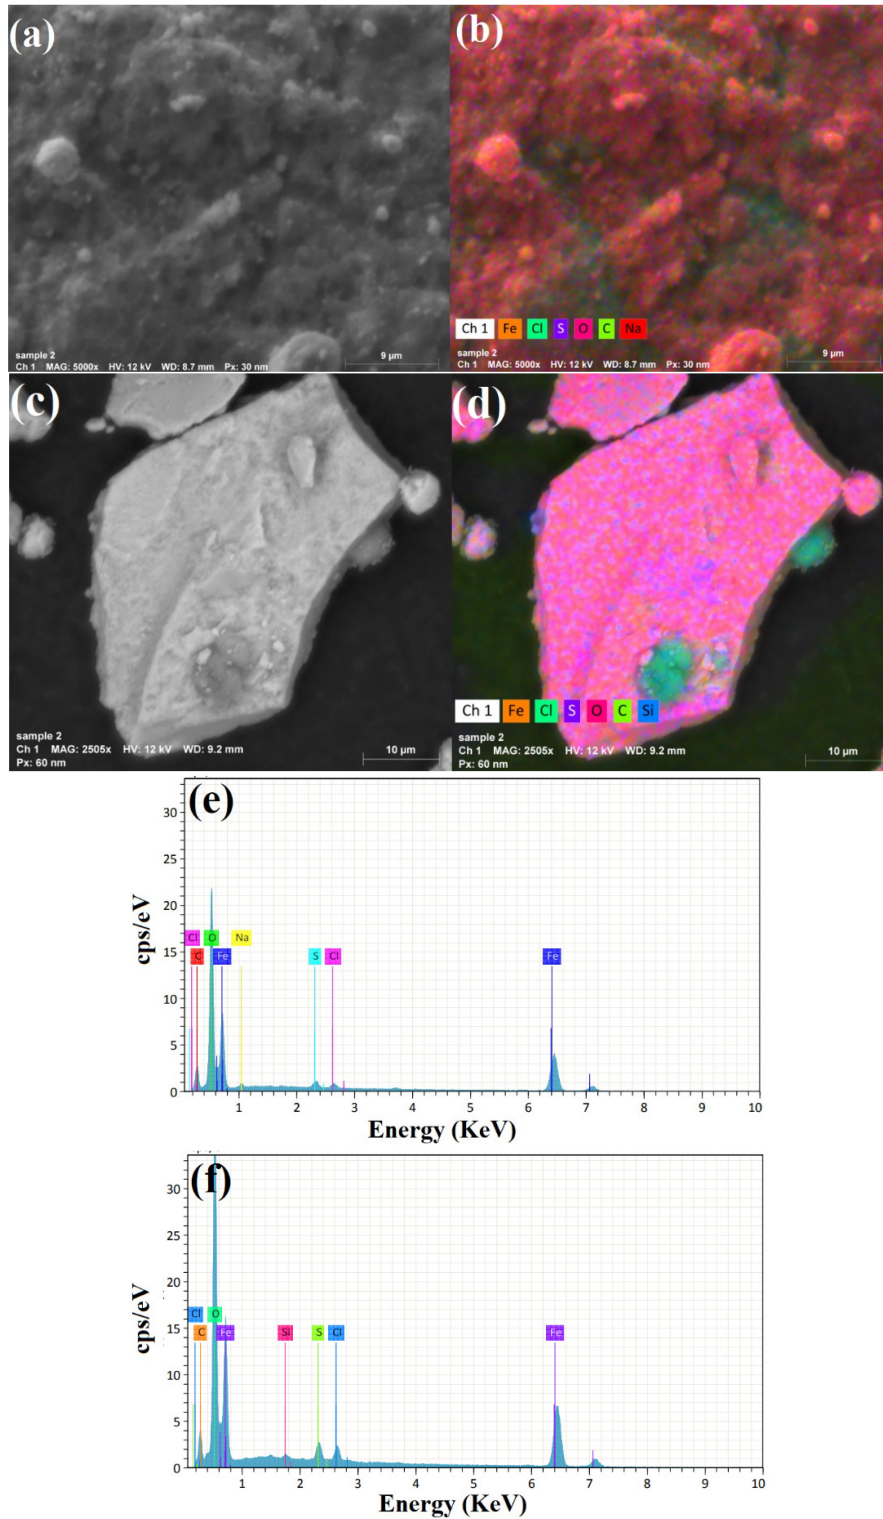 (a)
sample 2
Ch 1 MAG: 5000x HV: 12 kV WD: 8.7 mm Px: 30 nm
9 µm
(b)
Ch 1 Fe Cl S O C Na
sample 2
Ch 1 MAG: 5000x HV: 12 kV WD: 8.7 mm Px: 30 nm
9 µm
(c)
sample 2
Ch 1 MAG: 2505x HV: 12 kV WD: 9.2 mm
Px: 60 nm
10 µm
(d)
Ch 1 Fe Cl S O C Si
sample 2
Ch 1 MAG: 2505x HV: 12 kV WD: 9.2 mm
Px: 60 nm
10 µm
(e)
cps/eV
30
25
20
15
10
5
0
Cl O Na
C Fe S Cl Fe
1 2 3 4 5 6 7 8 9 10
Energy (KeV)
(f)
cps/eV
30
25
20
15
10
5
0
Cl O
C Fe Si S Cl Fe
1 2 3 4 5 6 7 8 9 10
Energy (KeV)